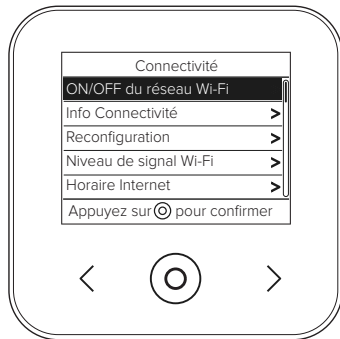 Connectivité
ON/OFF du réseau Wi-Fi
Info Connectivité >
Reconfiguration >
Niveau de signal Wi-Fi >
Horaire Internet >
Appuyez sur ◎ pour confirmer